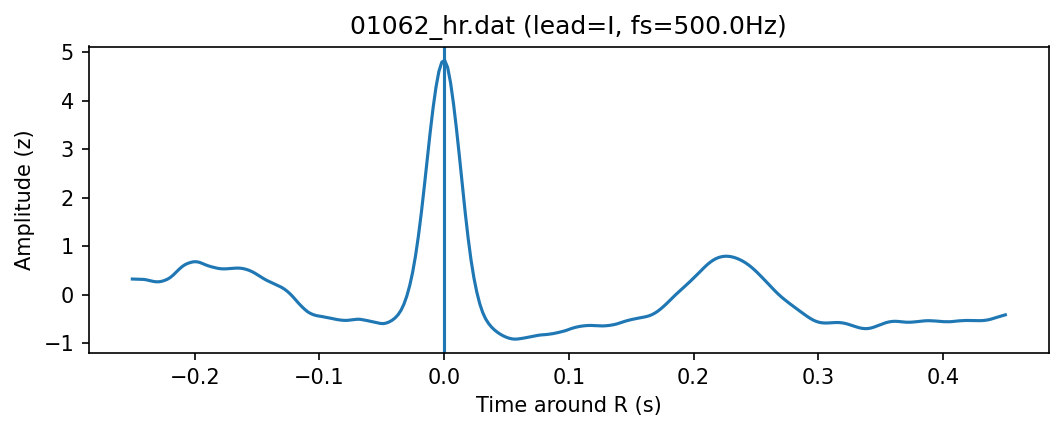 01062_hr.dat (lead=I, fs=500.0Hz)
Amplitude (z)
5
4
3
2
1
0
−1
−0.2 −0.1 0.0 0.1 0.2 0.3 0.4
Time around R (s)